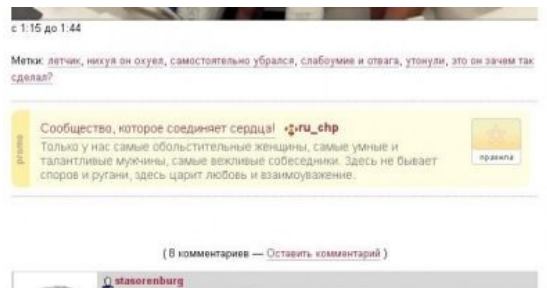 с 1:15 до 1:44
Метки: летчик, нихуя он охуел, самостоятельно убрался, слабоумие и отвага, утонули, это он зачем так
сделал?
promo
Сообщество, которое соединяет сердца! ru_chp
Только у нас самые обольстительные женщины, самые умные и
талантливые мужчины, самые вежливые собеседники. Здесь не бывает
споров и ругани, здесь царит любовь и взаимоуважение.
правила
(8 комментариев — Оставить комментарий)
stasorenburg